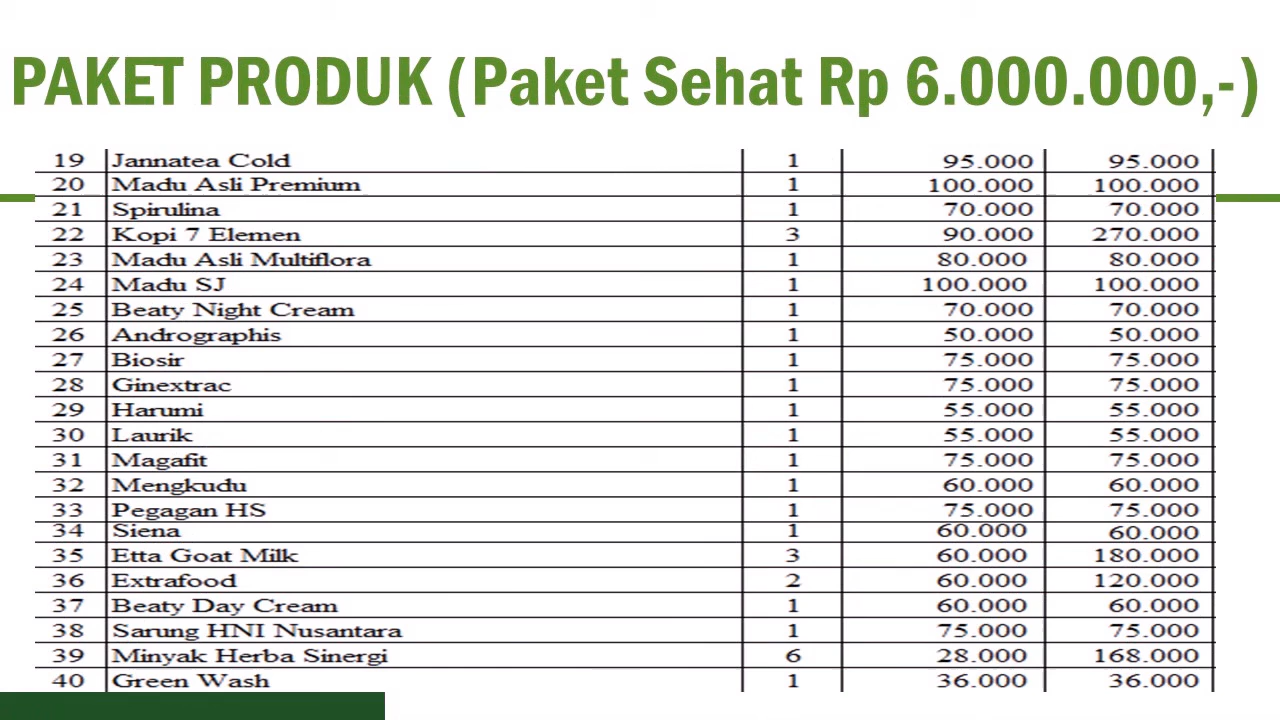 PAKET PRODUK (Paket Sehat Rp 6.000.000,-)
19 Jannatea Cold 1 95.000 95.000
20 Madu Asli Premium 1 100.000 100.000
21 Spirulina 1 70.000 70.000
22 Kopi 7 Elemen 3 90.000 270.000
23 Madu Asli Multiflora 1 80.000 80.000
24 Madu SJ 1 100.000 100.000
25 Beaty Night Cream 1 70.000 70.000
26 Andrographis 1 50.000 50.000
27 Biosir 1 75.000 75.000
28 Ginextrac 1 75.000 75.000
29 Harumi 1 55.000 55.000
30 Laurik 1 55.000 55.000
31 Magafit 1 75.000 75.000
32 Mengkudu 1 60.000 60.000
33 Pegagan HS 1 75.000 75.000
34 Siena 1 60.000 60.000
35 Etta Goat Milk 3 60.000 180.000
36 Extrafood 2 60.000 120.000
37 Beaty Day Cream 1 60.000 60.000
38 Sarung HNI Nusantara 1 75.000 75.000
39 Minyak Herba Sinergi 6 28.000 168.000
40 Green Wash 1 36.000 36.000